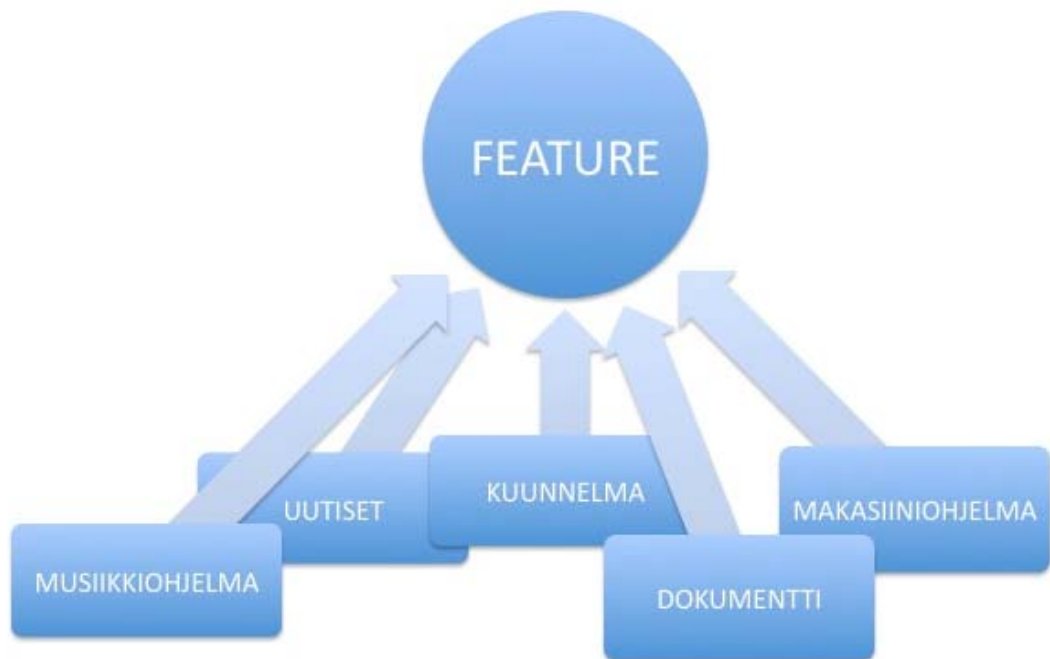 FEATURE
UUTISET
KUUNNELMA
MAKASIINIOHJELMA
MUSIIKKIOHJELMA
DOKUMENTTI